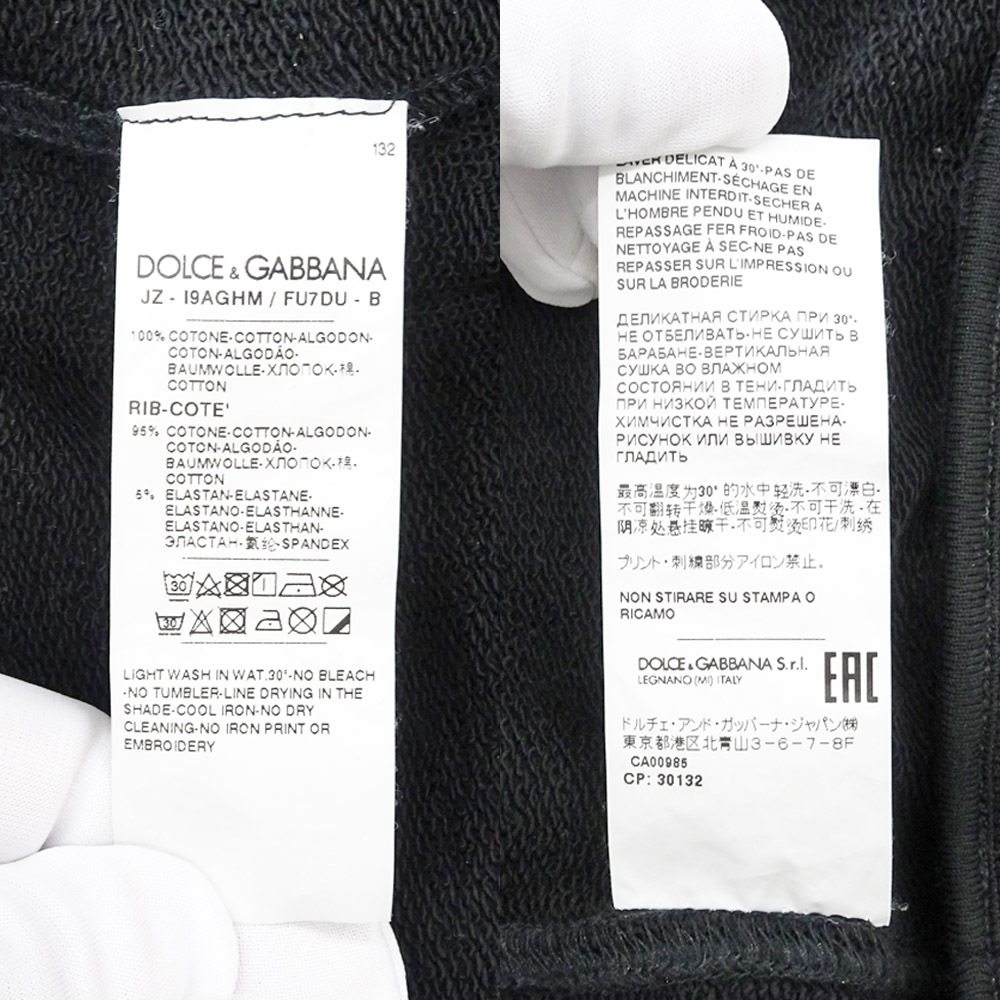 132
DOLCE & GABBANA
JZ - I9AGHM / FU7DU - B
100% COTONE-COTTON-ALGODON-
COTON-ALGODÃO-
BAUMWOLLE-ХЛОПОК-棉-
COTTON
RIB-COTE'
95% COTONE-COTTON-ALGODON-
COTON-ALGODÃO-
BAUMWOLLE-ХЛОПОК-棉-
COTTON
5% ELASTAN-ELASTANE-
ELASTANO-ELASTHANNE-
ELASTANO-ELASTHAN-
ЭЛАСТАН-氨纶-SPANDEX
30
30
LIGHT WASH IN WAT.30°-NO BLEACH
-NO TUMBLER-LINE DRYING IN THE
SHADE-COOL IRON-NO DRY
CLEANING-NO IRON PRINT OR
EMBROIDERY
LAVER DELICAT À 30°-PAS DE
BLANCHIMENT-SÉCHAGE EN
MACHINE INTERDIT-SECHER A
L'HOMBRE PENDU ET HUMIDE-
REPASSAGE FER FROID-PAS DE
NETTOYAGE À SEC-NE PAS
REPASSER SUR L'IMPRESSION OU
SUR LA BRODERIE
ДЕЛИКАТНАЯ СТИРКА ПРИ 30°-
НЕ ОТБЕЛИВАТЬ-НЕ СУШИТЬ В
БАРАБАНЕ-ВЕРТИКАЛЬНАЯ
СУШКА ВО ВЛАЖНОМ
СОСТОЯНИИ В ТЕНИ-ГЛАДИТЬ
ПРИ НИЗКОЙ ТЕМПЕРАТУРЕ-
ХИМЧИСТКА НЕ РАЗРЕШЕНА-
РИСУНОК ИЛИ ВЫШИВКУ НЕ
ГЛАДИТЬ
最高温度为30°的水中轻洗-不可漂白-
不可翻转干燥-低温熨烫-不可干洗-在
阴凉处悬挂晾干-不可熨烫印花/刺绣
プリント・刺繍部分アイロン禁止。
NON STIRARE SU STAMPA O
RICAMO
DOLCE & GABBANA S.r.l.
LEGNANO (MI) ITALY
EAC
ドルチェ・アンド・ガッバーナ・ジャパン㈱
東京都港区北青山3-6-7-8F
CA00985
CP: 30132